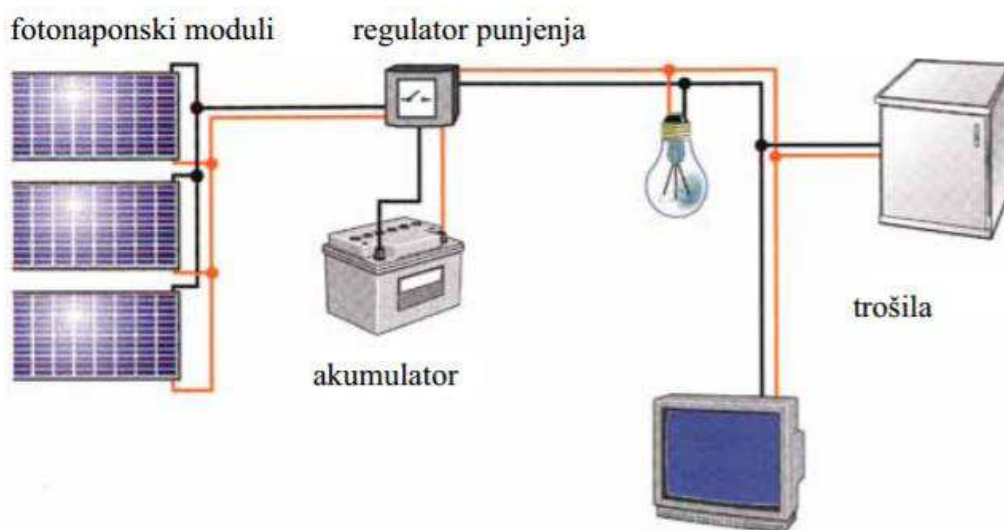 fotonaponski moduli
regulator punjenja
akumulator
trošila